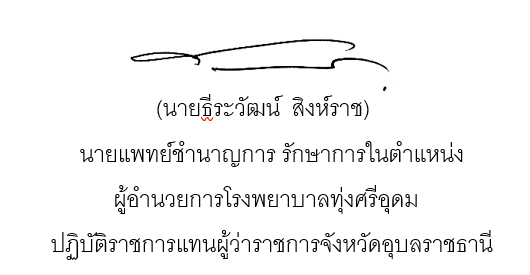 (นายธีระวัฒน์  สิงห์ราช)
นายแพทย์ชำนาญการ รักษาการในตำแหน่ง
ผู้อำนวยการโรงพยาบาลทุ่งศรีอุดม
ปฏิบัติราชการแทนผู้ว่าราชการจังหวัดอุบลราชธานี